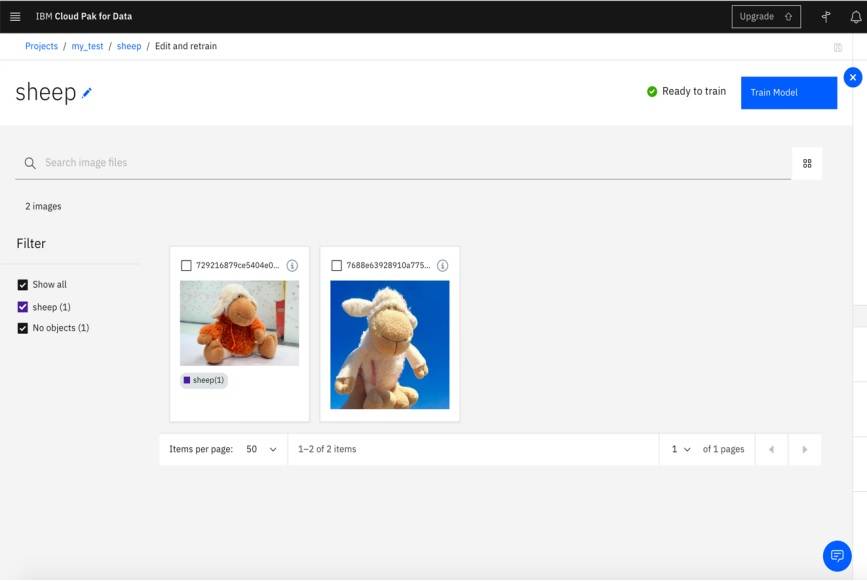 IBM Cloud Pak for Data
Upgrade
Projects / my_test / sheep / Edit and retrain
sheep
Ready to train
Train Model
Search image files
2 images
Filter
Show all
sheep (1)
No objects (1)
729216879ce5404e0...
7688e63928910a775...
sheep(1)
Items per page: 50
1–2 of 2 items
1 of 1 pages